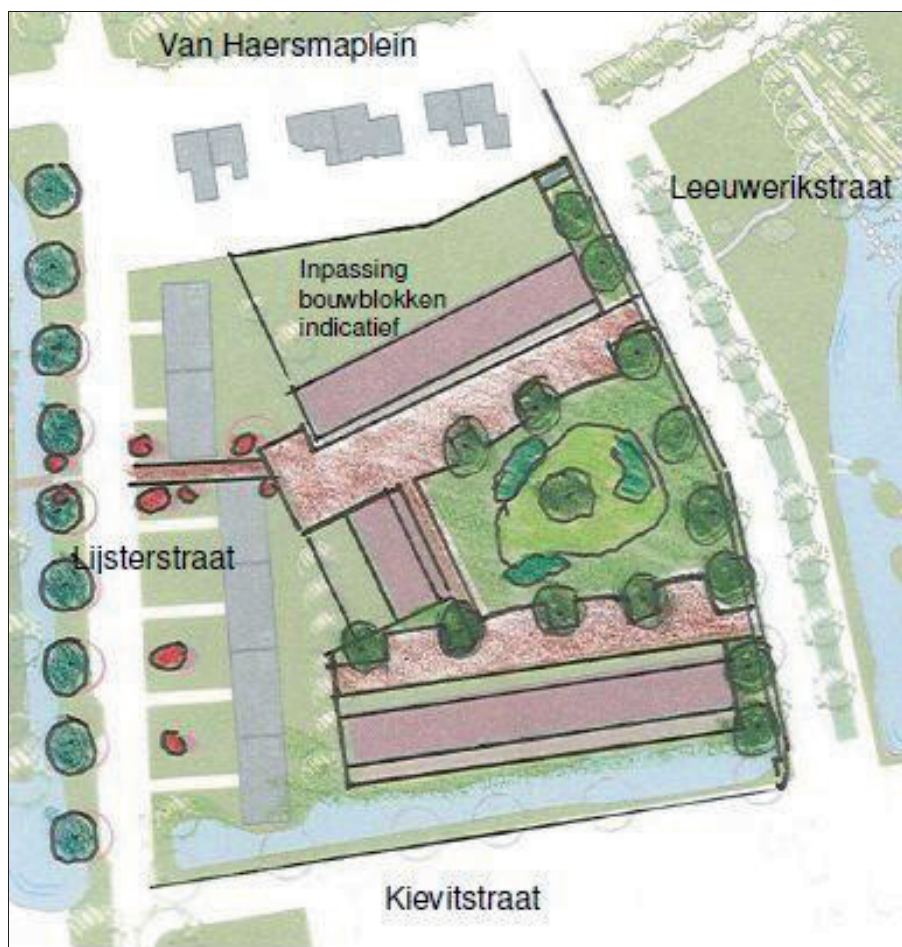 Van Haersmaplein
Leeuwerikstraat
Inpassing
bouwblokken
indicatief
Lijsterstraat
Kievitstraat